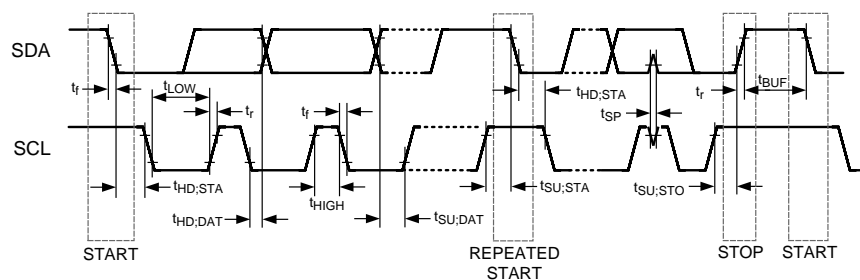 SDA
t_f
t_LOW
t_r
t_f
t_HD;STA
t_r
t_BUF
t_SP
SCL
t_HD;STA
t_HD;DAT
t_HIGH
t_SU;DAT
t_SU;STA
t_SU;STO
START
REPEATED
START
STOP
START